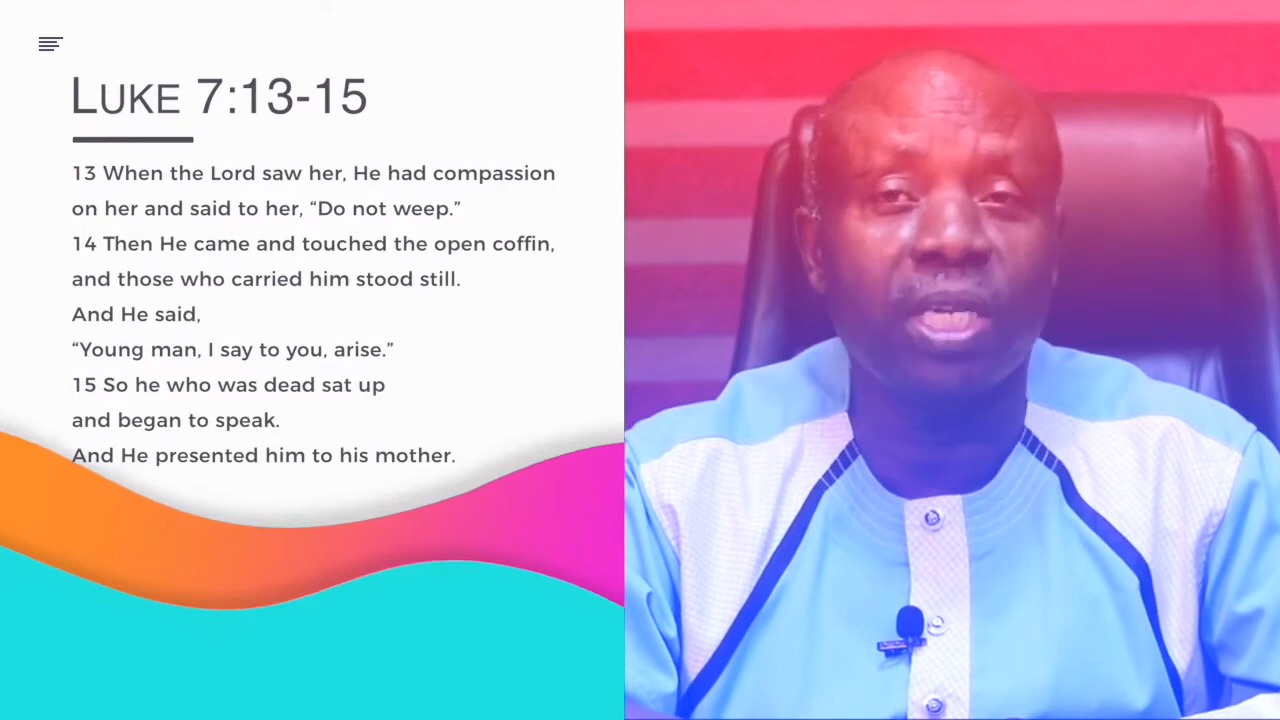 LUKE 7:13-15
13 When the Lord saw her, He had compassion
on her and said to her, “Do not weep.”
14 Then He came and touched the open coffin,
and those who carried him stood still.
And He said,
“Young man, I say to you, arise.”
15 So he who was dead sat up
and began to speak.
And He presented him to his mother.